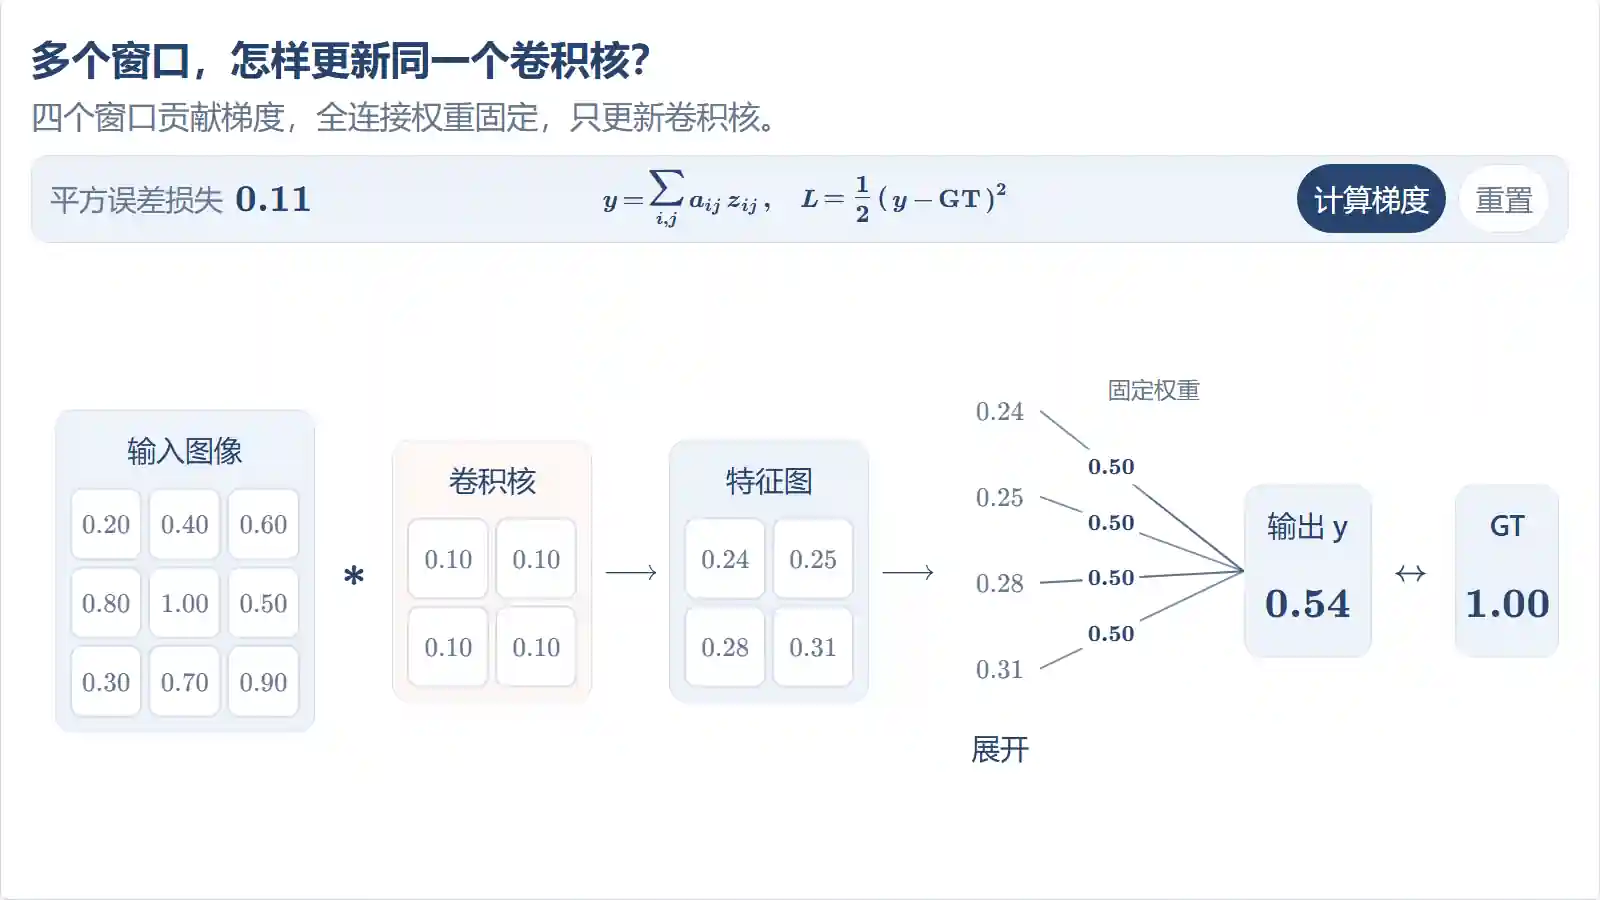 多个窗口，怎样更新同一个卷积核？
四个窗口贡献梯度，全连接权重固定，只更新卷积核。
平方误差损失 0.11
y = ∑_{i,j} a_{ij} z_{ij} ,   L = \frac{1}{2} ( y − GT )^2
计算梯度
重置
输入图像
0.20 0.40 0.60
0.80 1.00 0.50
0.30 0.70 0.90
*
卷积核
0.10 0.10
0.10 0.10
→
特征图
0.24 0.25
0.28 0.31
→
固定权重
0.24
0.25
0.28
0.31
展开
0.50
0.50
0.50
0.50
输出 y
0.54
↔
GT
1.00